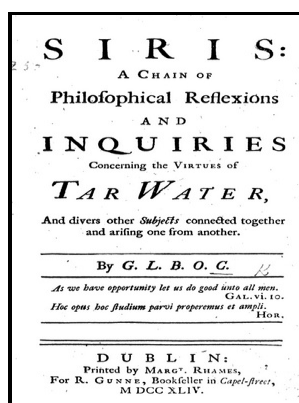 SIRIS:
A CHAIN OF
Philoſophical Reflexions
AND
INQUIRIES
Concerning the VIRTUES of
TAR WATER,
And divers other Subjects connected together
and ariſing one from another.
By G. L. B. O. C.
As we have opportunity let us do good unto all men.
GAL. vi. 10.
Hoc opus hoc ſtudium parvi properemus et ampli.
HOR.
DUBLIN:
Printed by MARGT. RHAMES,
For R. GUNNE, Bookſeller in Capel-ſtreet,
M DCC XLIV.